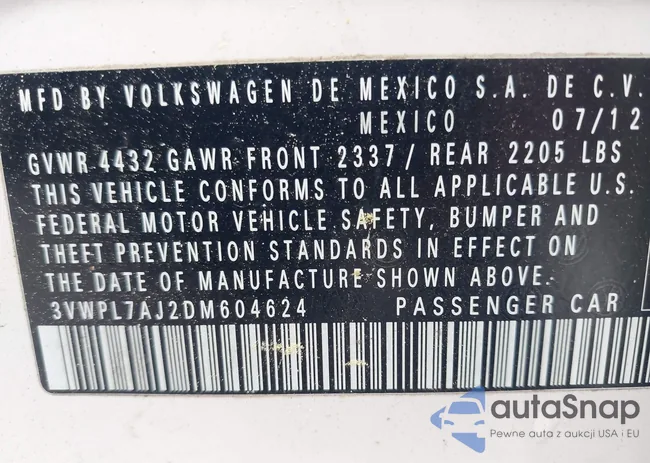 MFD BY VOLKSWAGEN DE MEXICO S.A. DE C.V.
MEXICO 07/12
GVWR 4432 GAWR FRONT 2337/ REAR 2205 LBS
THIS VEHICLE CONFORMS TO ALL APPLICABLE U.S.
FEDERAL MOTOR VEHICLE SAFETY, BUMPER AND
THEFT PREVENTION STANDARDS IN EFFECT ON
THE DATE OF MANUFACTURE SHOWN ABOVE.
3VWPL7AJ2DM604624 PASSENGER CAR
autaSnap
Pewne auta z aukcji USA i EU